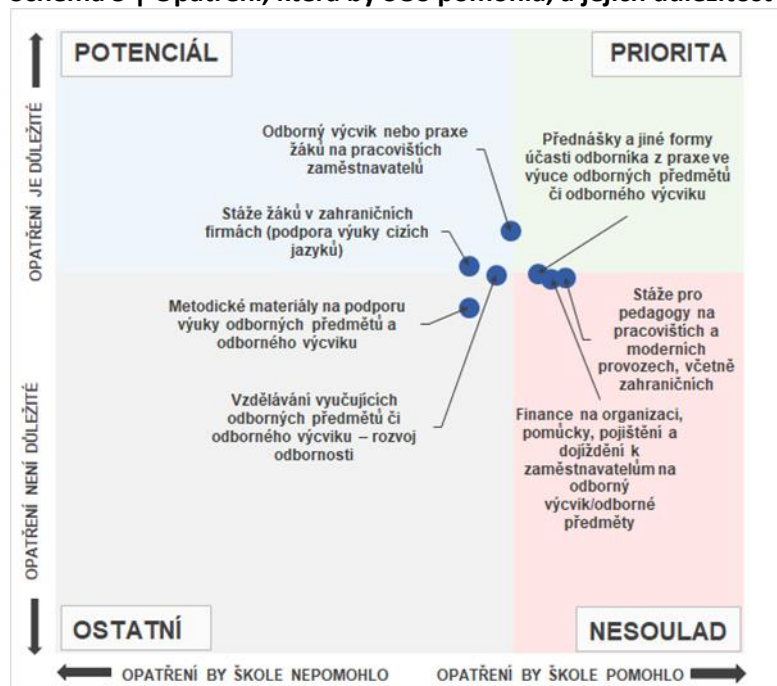 | Opatření, která by pomohla, a jejich důležitost
POTENCIÁL
PRIORITA
OPATŘENÍ JE DŮLEŽITÉ
Odborný výcvik nebo praxe
žáků na pracovištích
zaměstnavatelů
Přednášky a jiné formy
účasti odborníka z praxe ve
výuce odborných předmětů
či odborného výcviku
Stáže žáků v zahraničních
firmách (podpora výuky cizích
jazyků)
Metodické materiály na podporu
výuky odborných předmětů a
odborného výcviku
Stáže pro
pedagogy na
pracovištích a
moderních
provozech, včetně
zahraničních
Vzdělávání vyučujících
odborných předmětů či
odborného výcviku – rozvoj
odbornosti
Finance na organizaci,
pomůcky, pojištění a
dojíždění k
zaměstnavatelům na
odborný
výcvik/odborné
předměty
OPATŘENÍ NENÍ DŮLEŽITÉ
OSTATNÍ
NESOULAD
OPATŘENÍ BY ŠKOLE NEPOMOHLO
OPATŘENÍ BY ŠKOLE POMOHLO